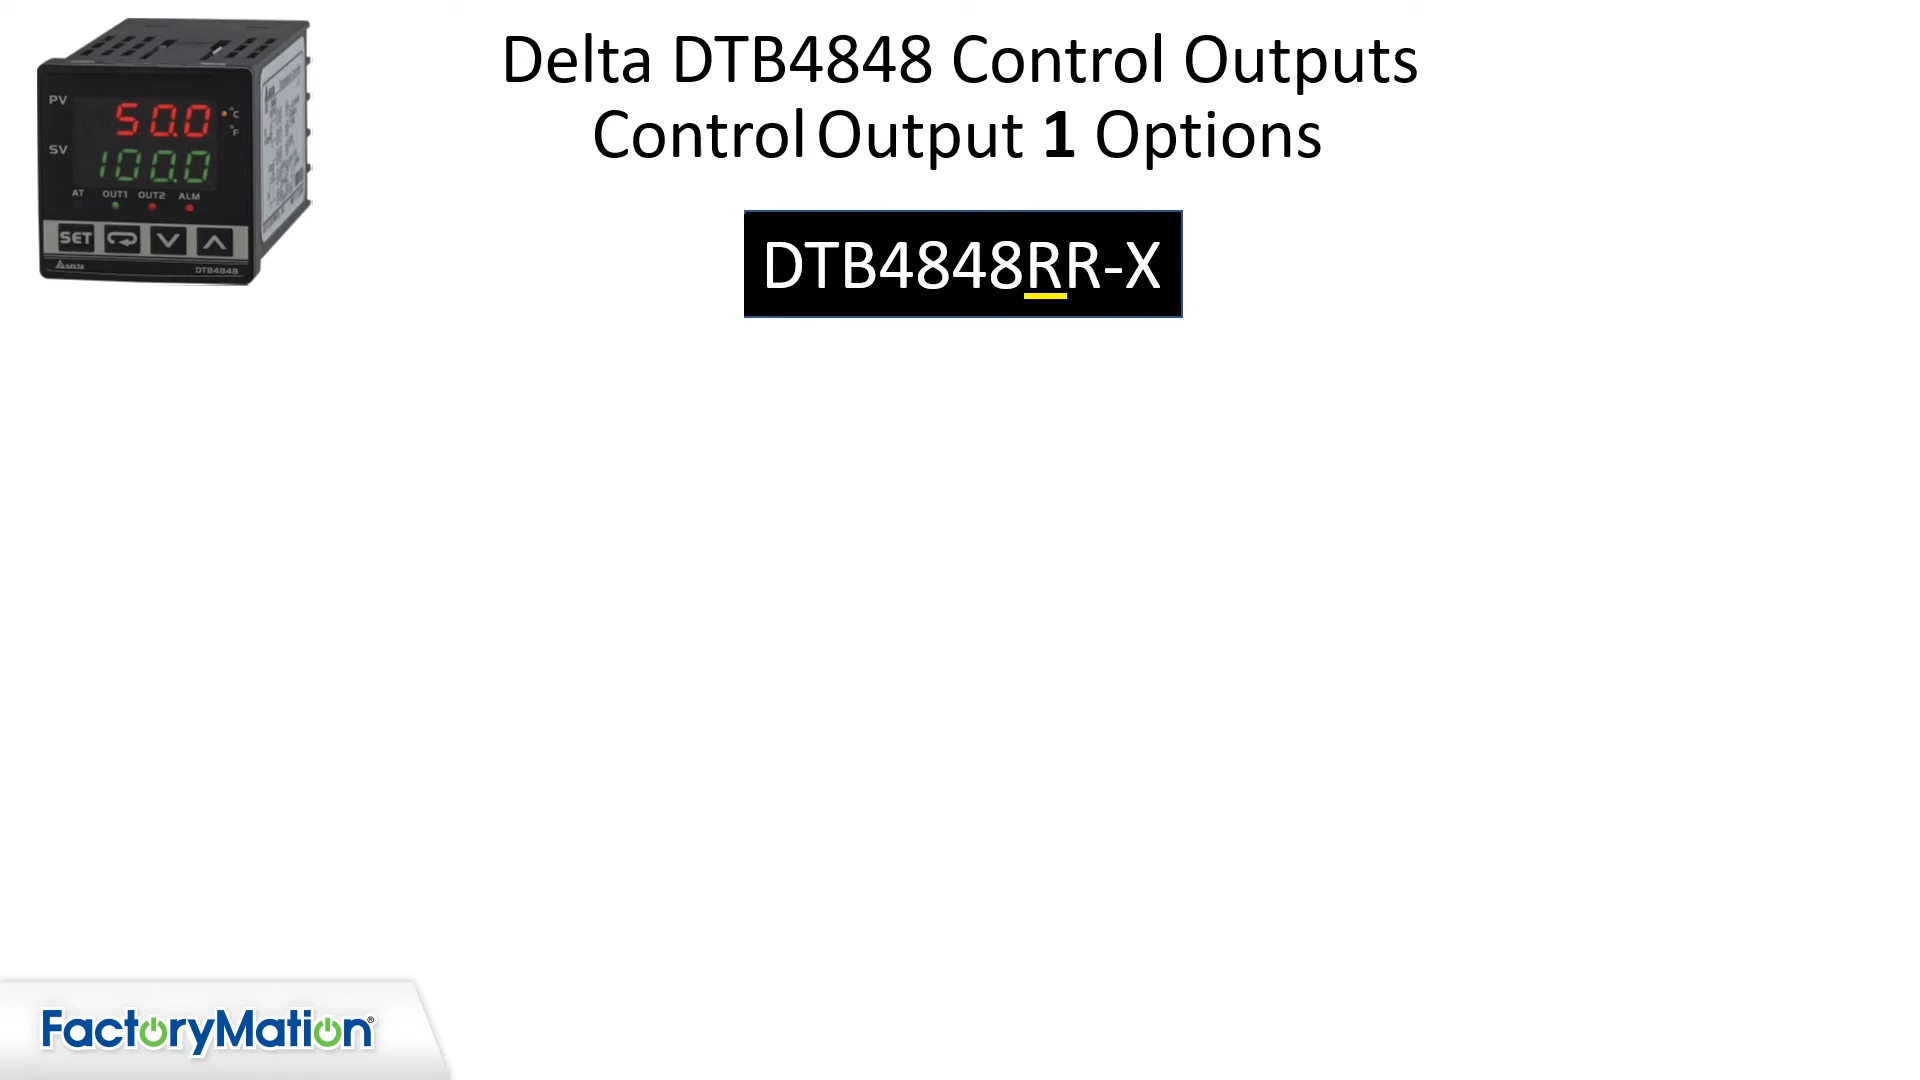 Delta DTB4848 Control Outputs
Control Output 1 Options
PV
50.0
°C
°F
SV
100.0
AT OUT1 OUT2 ALM
SET
DELTA
DTB4848
DTB4848RR-X
FactoryMation®